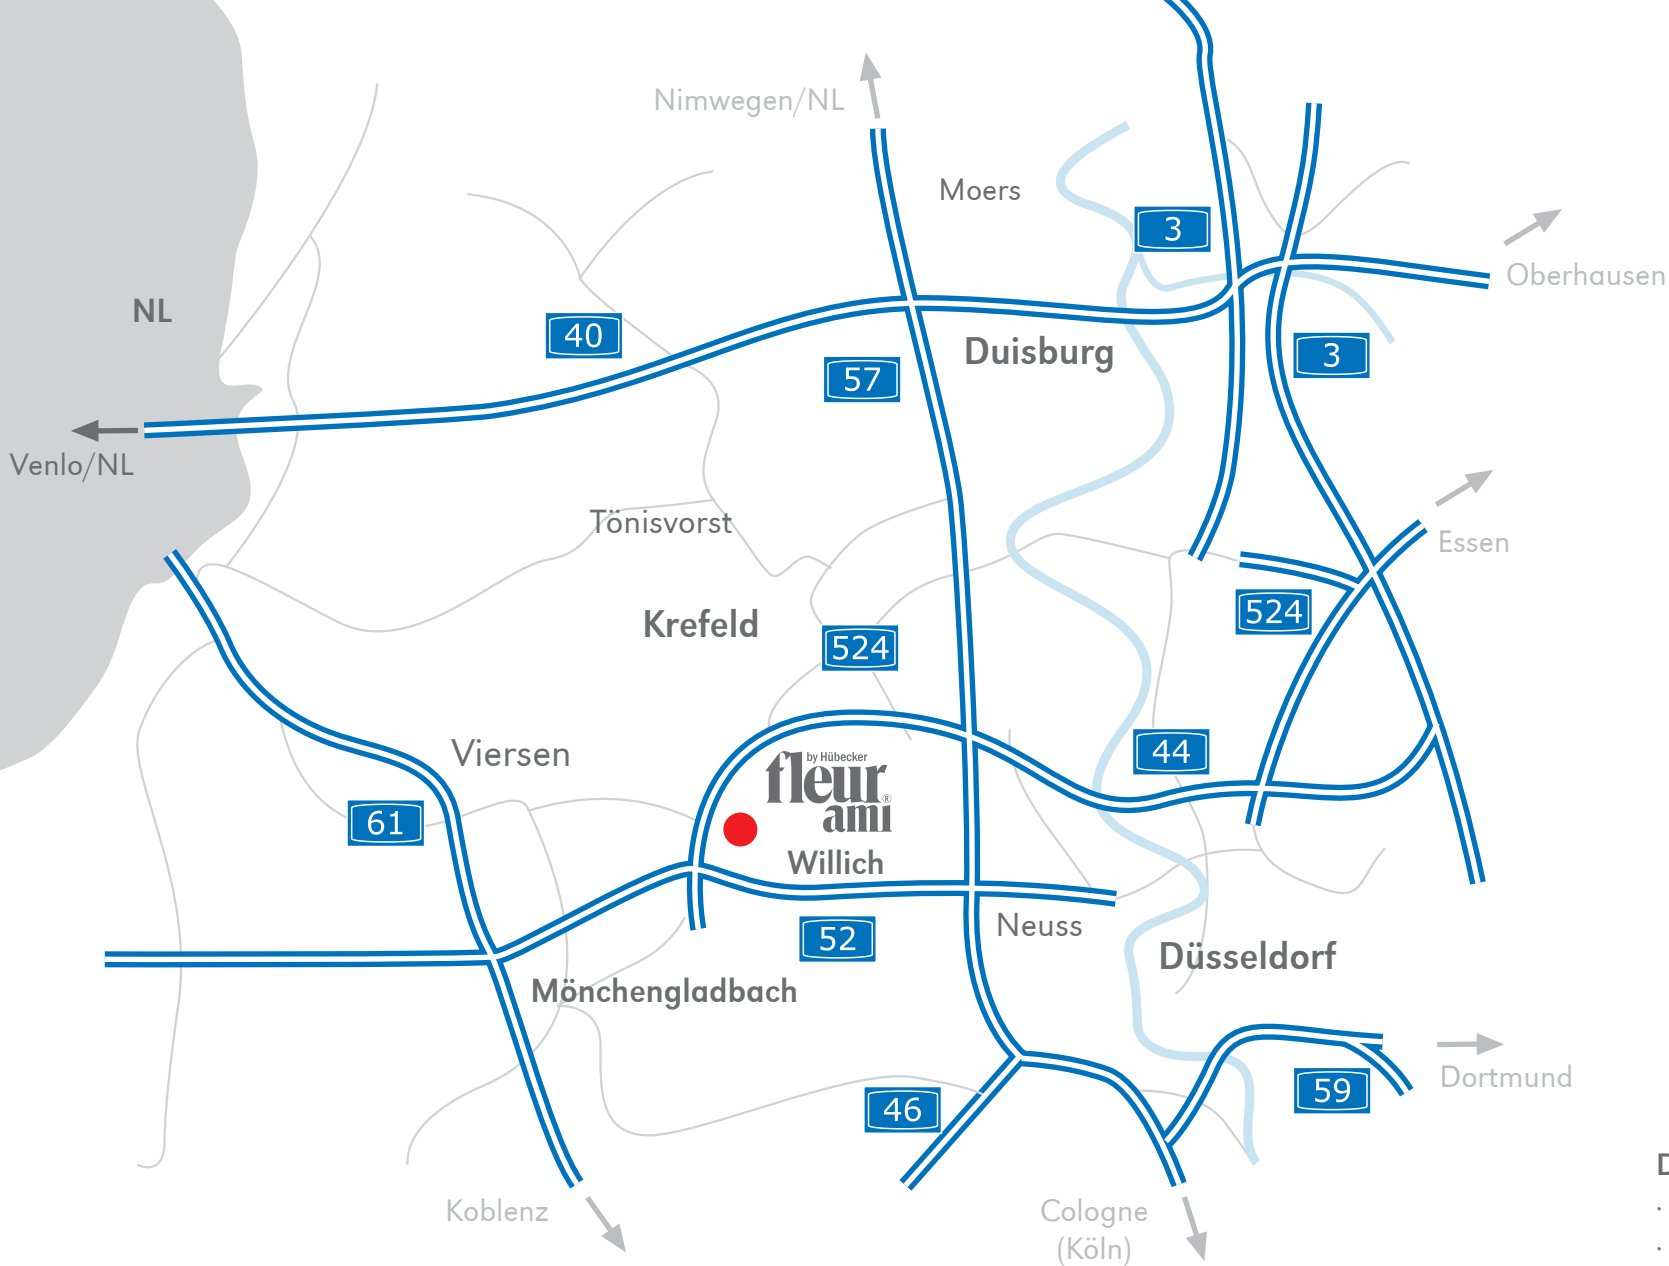 Nimwegen/NL
Moers
3
Oberhausen
NL
40
57
Duisburg
3
Venlo/NL
Tönisvorst
Essen
Krefeld
524
524
Viersen
44
by Hübecker
fleur
ami®
61
Willich
52
Neuss
Düsseldorf
Mönchengladbach
46
59
Dortmund
D
·
·
Koblenz
Cologne
(Köln)